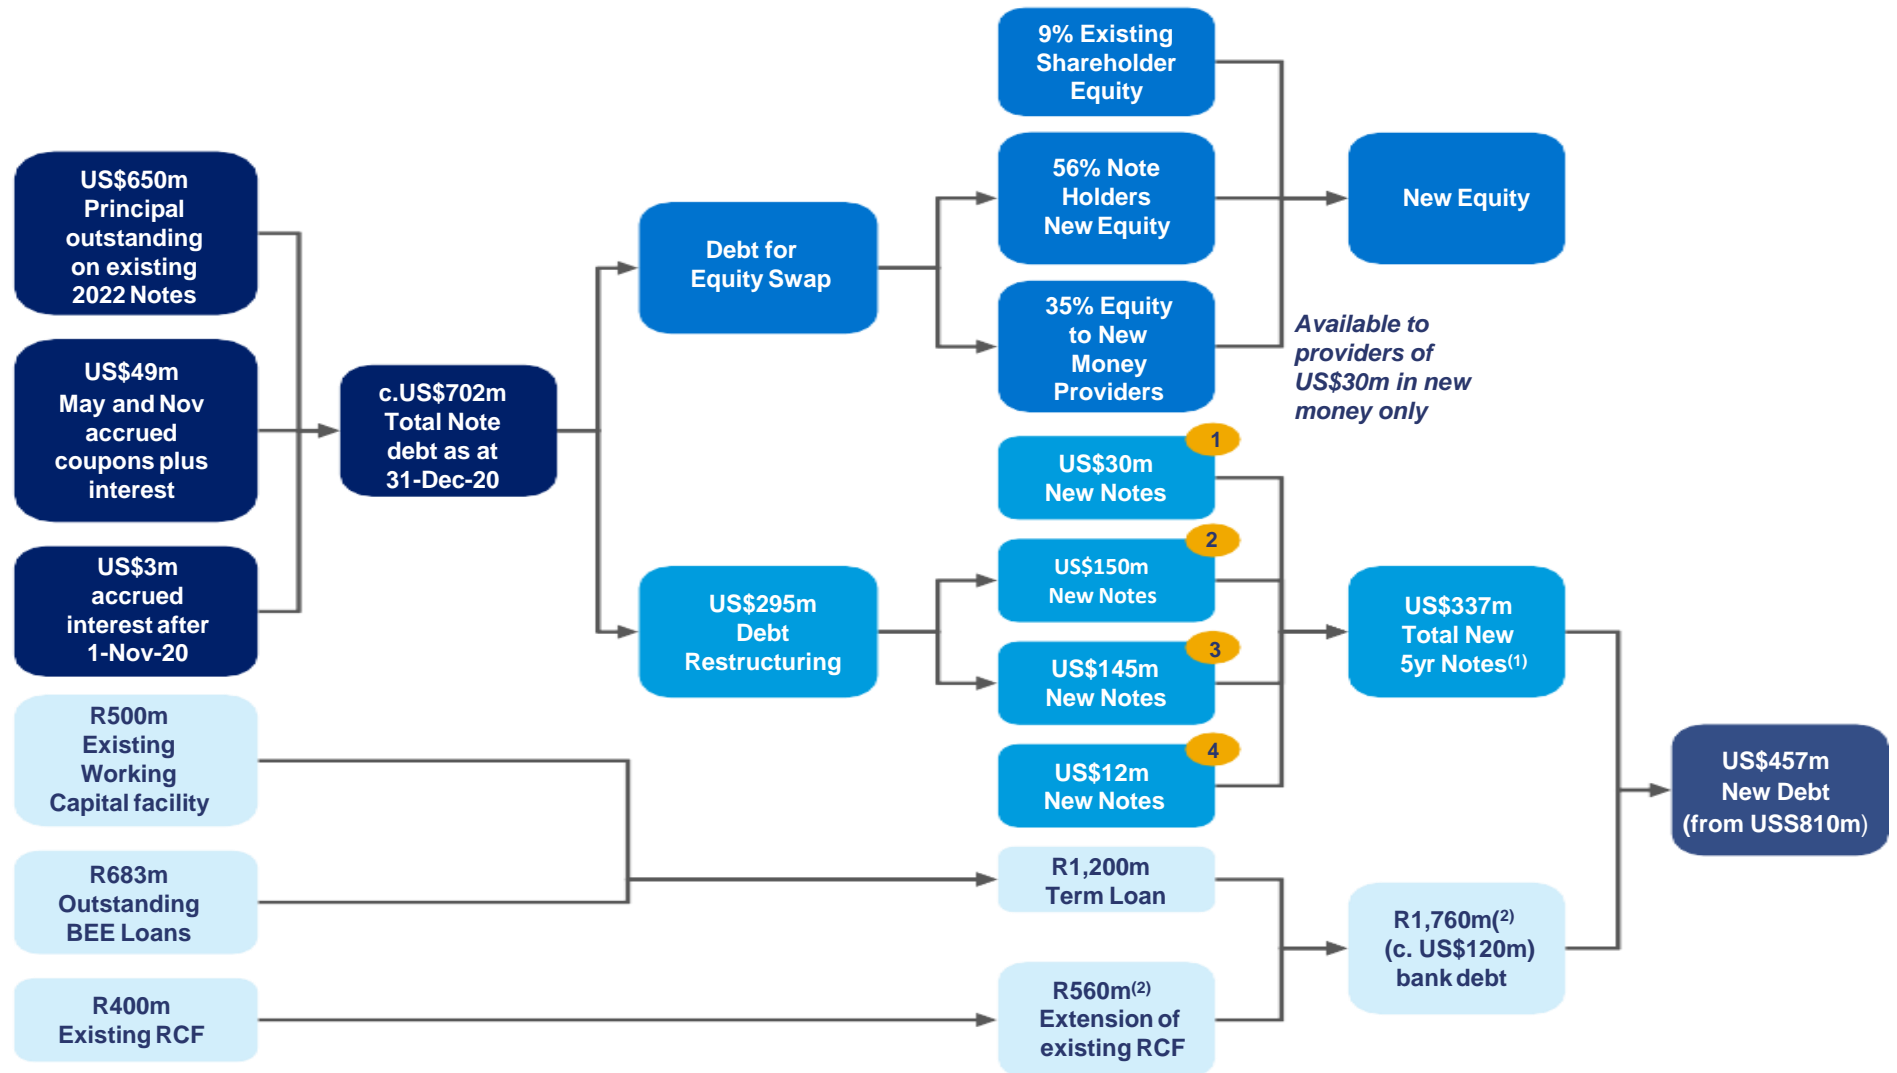 9% Existing
Shareholder
Equity
US$650m
Principal
outstanding
on existing
2022 Notes
56% Note
Holders
New Equity
New Equity
Debt for
Equity Swap
35% Equity
to New
Money
Providers
Available to
providers of
US$30m in new
money only
US$49m
May and Nov
accrued
coupons plus
interest
c.US$702m
Total Note
debt as at
31-Dec-20
1
US$30m
New Notes
2
US$150m
New Notes
US$3m
accrued
interest after
1-Nov-20
US$295m
Debt
Restructuring
US$337m
Total New
5yr Notes(1)
3
US$145m
New Notes
4
US$12m
New Notes
R500m
Existing
Working
Capital facility
US$457m
New Debt
(from USS810m)
R683m
Outstanding
BEE Loans
R1,200m
Term Loan
R1,760m(2)
(c. US$120m)
bank debt
R400m
Existing RCF
R560m(2)
Extension of
existing RCF